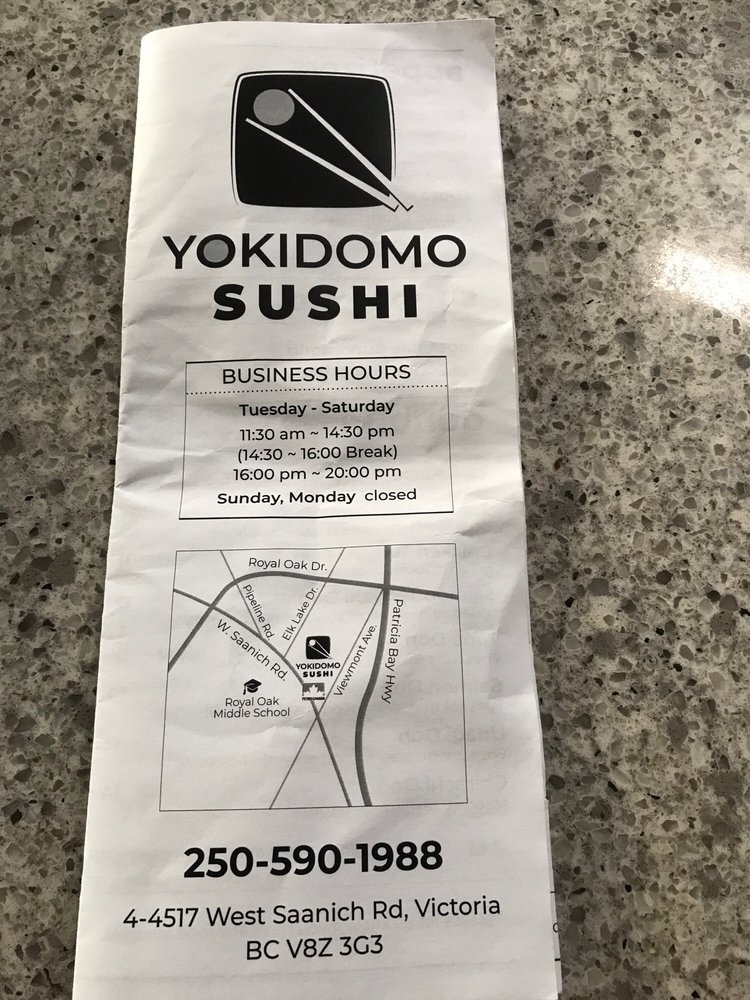 YOKIDOMO
SUSHI
BUSINESS HOURS
Tuesday - Saturday
11:30 am ~ 14:30 pm
(14:30 ~ 16:00 Break)
16:00 pm ~ 20:00 pm
Sunday, Monday closed
Royal Oak Dr.
Pipeline Rd.
Elk Lake Dr.
W. Saanich Rd.
Viewmont Ave.
Patricia Bay Hwy
YOKIDOMO
SUSHI
PETRO-CANADA
Royal Oak
Middle School
250-590-1988
4-4517 West Saanich Rd, Victoria
BC V8Z 3G3